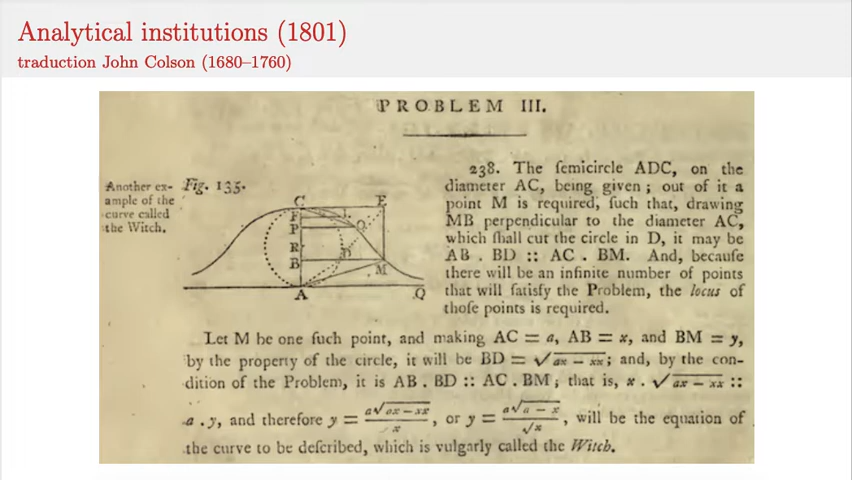 Analytical institutions (1801)
traduction John Colson (1680–1760)
PROBLEM III.
Another ex-
ample of the
curve called
the Witch.
Fig. 135.
C E
F
P O
R
B D M
A Q
238. The ſemicircle ADC, on the
diameter AC, being given; out of it a
point M is required, ſuch that, drawing
MB perpendicular to the diameter AC,
which ſhall cut the circle in D, it may be
AB . BD :: AC . BM. And, becauſe
there will be an infinite number of points
that will ſatisfy the Problem, the locus of
thoſe points is required.
Let M be one ſuch point, and making AC = a, AB = x, and BM = y,
by the property of the circle, it will be BD = √ax − xx; and, by the con-
dition of the Problem, it is AB . BD :: AC . BM; that is, x . √ax − xx ::
a . y, and therefore y = a√ax − xx / x, or y = a√a − x / √x, will be the equation of
the curve to be deſcribed, which is vulgarly called the Witch.